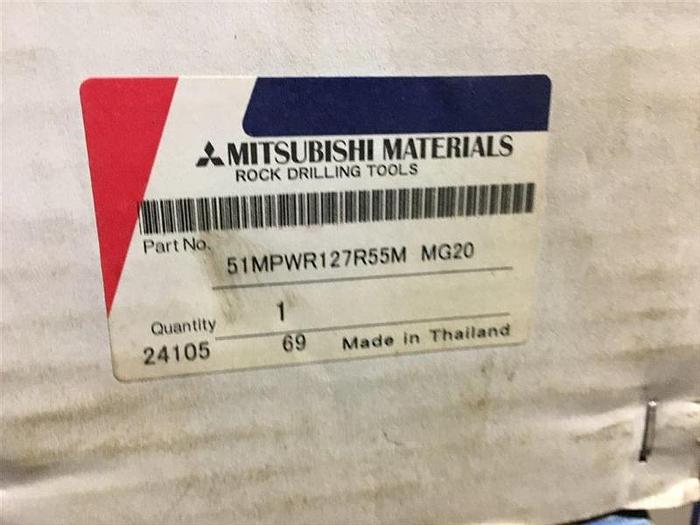 MITSUBISHI MATERIALS
ROCK DRILLING TOOLS
Part No.
51MPWR127R55M MG20
Quantity 1
24105 69 Made in Thailand